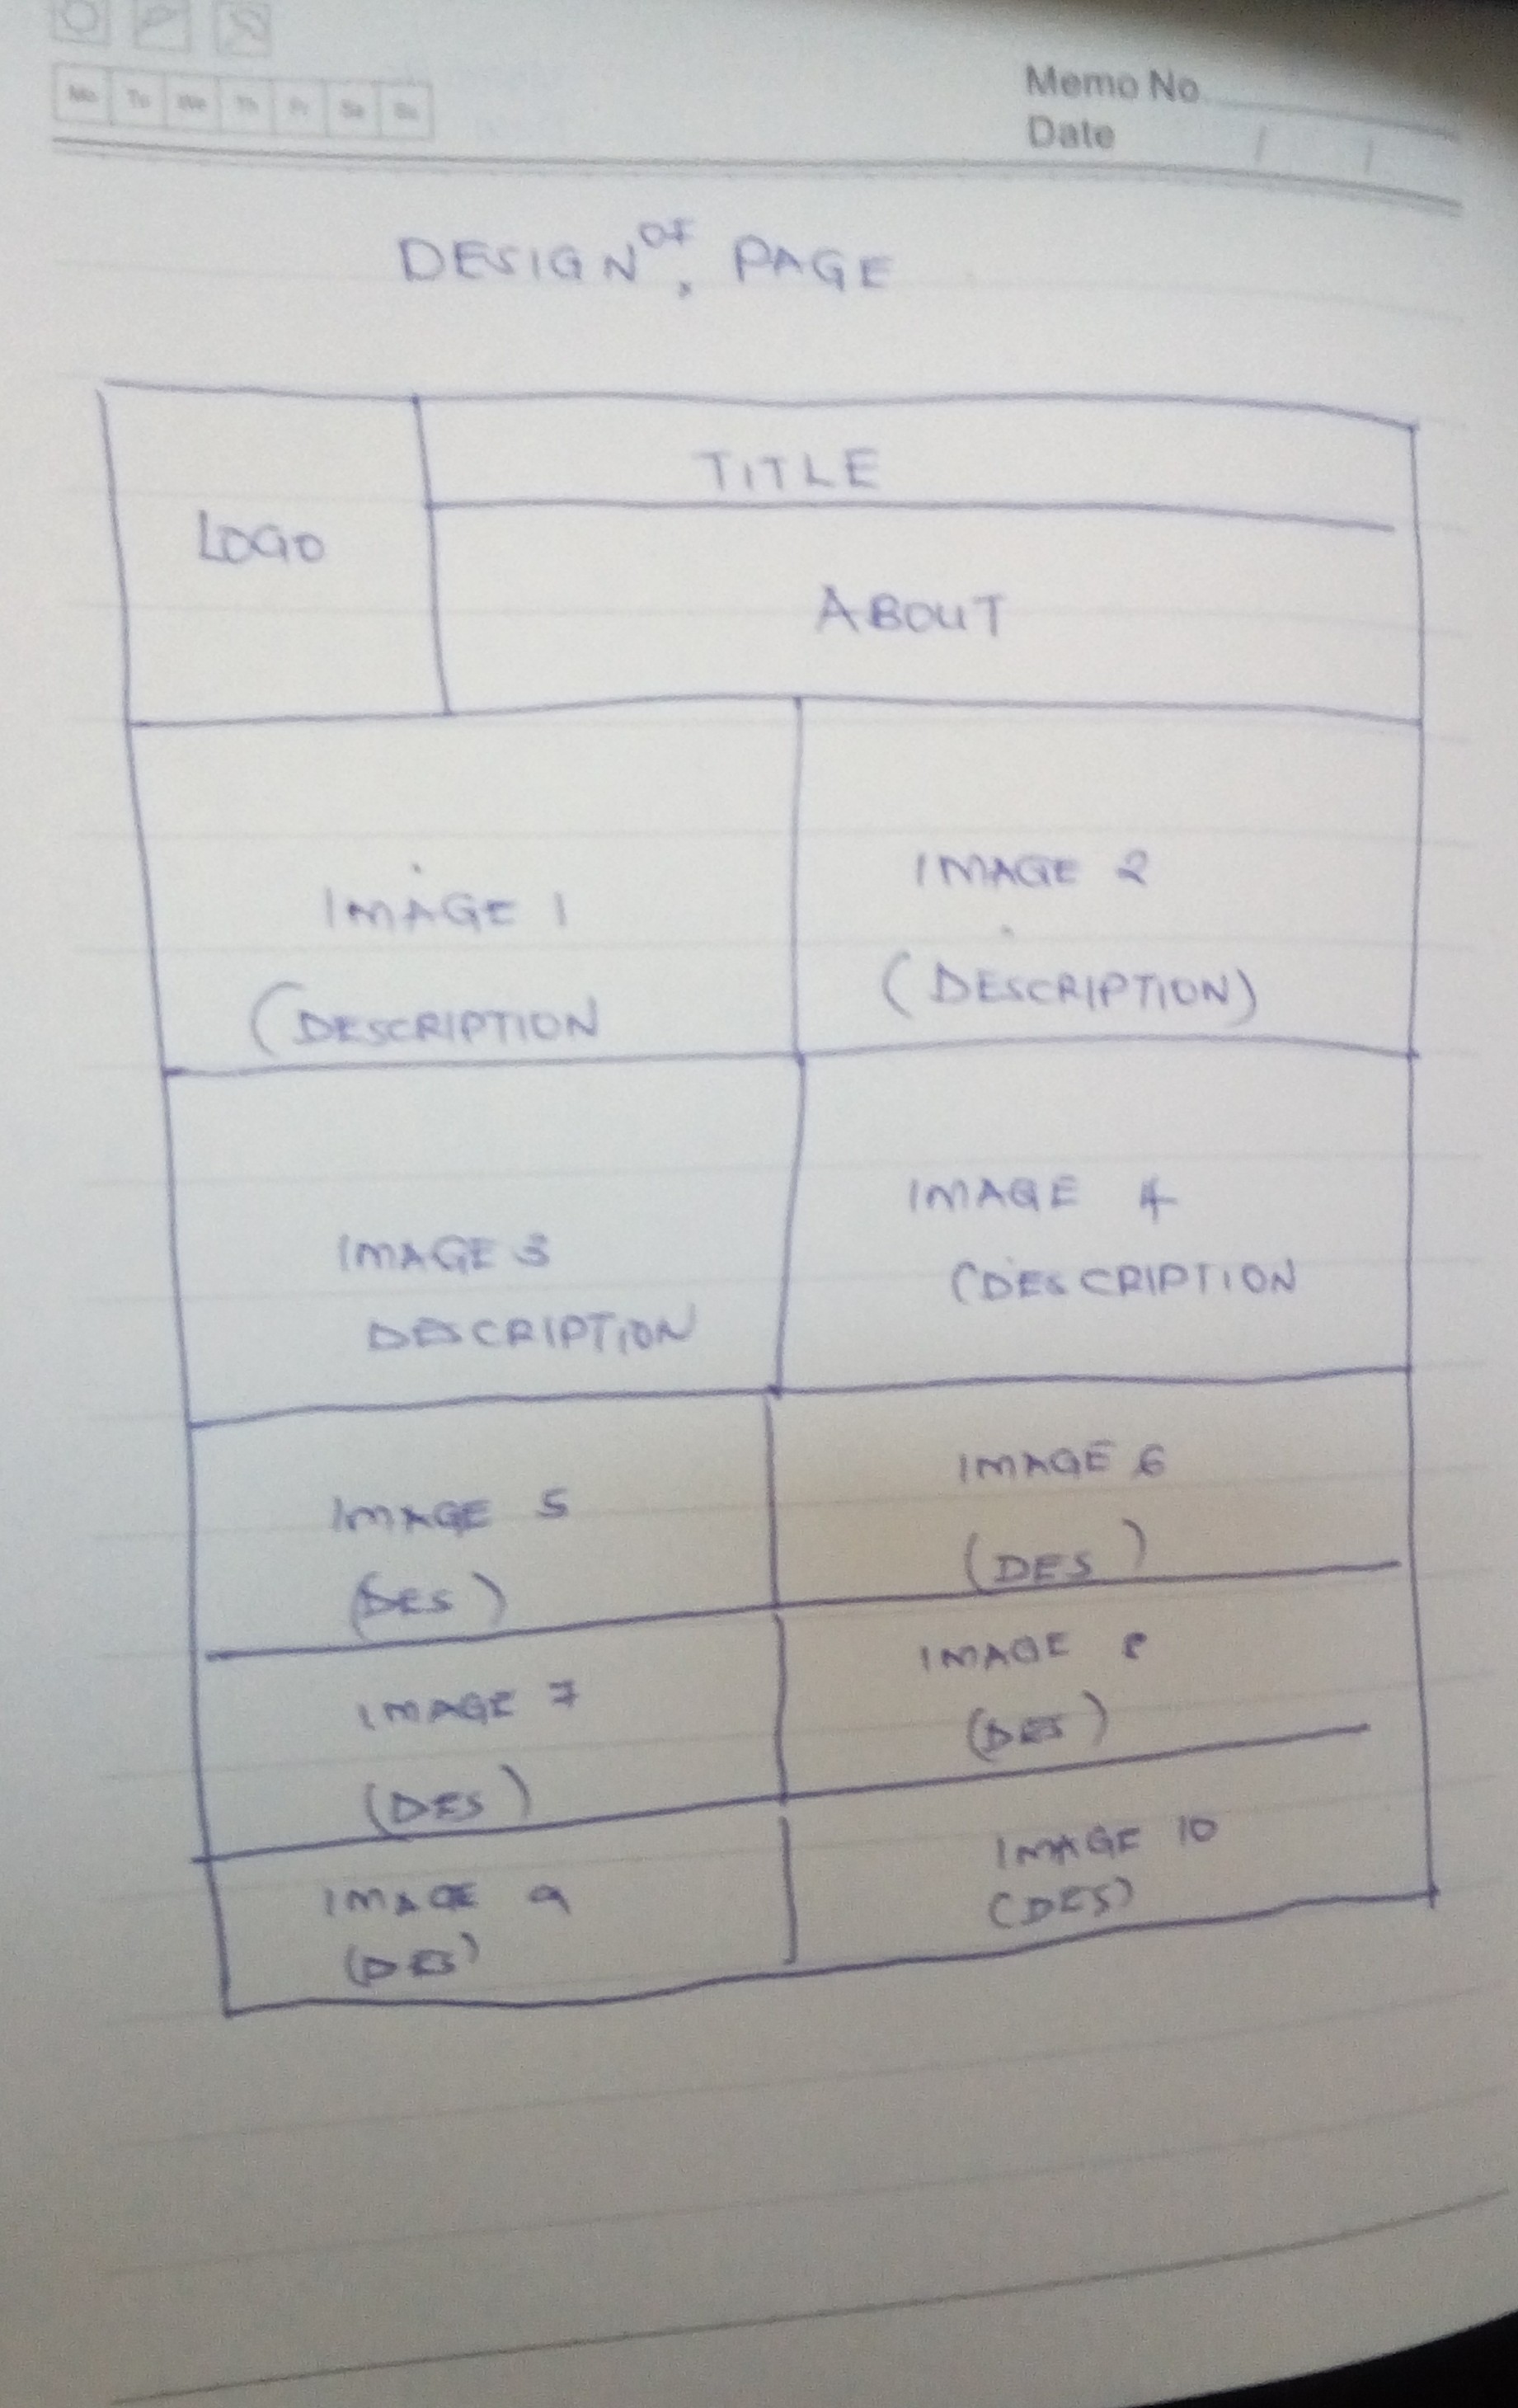 Mo Tu We Th Fr Sa Su
Memo No
Date / /
DESIGN OF PAGE
TITLE
LOGO
ABOUT
IMAGE 1
(DESCRIPTION
IMAGE 2
(DESCRIPTION)
IMAGE 3
DESCRIPTION
IMAGE 4
(DESCRIPTION
IMAGE 5
(DES)
IMAGE 6
(DES)
IMAGE 7
(DES)
IMAGE 8
(DES)
IMAGE 9
(DES)
IMAGE 10
(DES)